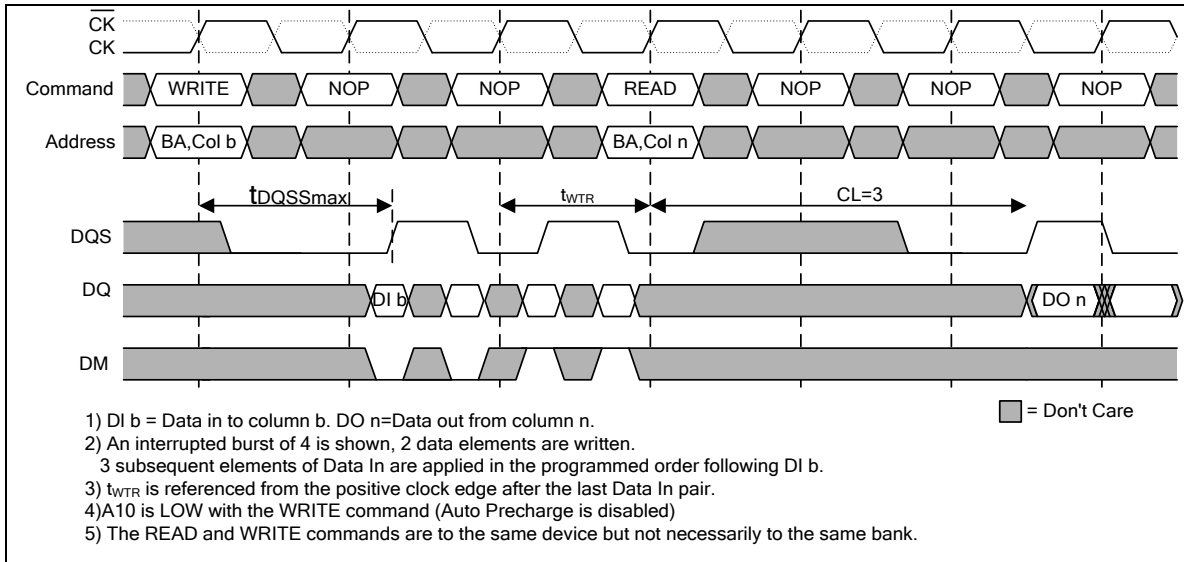 CK
CK
Command WRITE NOP NOP READ NOP NOP NOP
Address BA,Col b BA,Col n
tDQSSmax tWTR CL=3
DQS
DQ DI b DO n
DM
1) DI b = Data in to column b. DO n=Data out from column n.
= Don't Care
2) An interrupted burst of 4 is shown, 2 data elements are written.
3 subsequent elements of Data In are applied in the programmed order following DI b.
3) tWTR is referenced from the positive clock edge after the last Data In pair.
4)A10 is LOW with the WRITE command (Auto Precharge is disabled)
5) The READ and WRITE commands are to the same device but not necessarily to the same bank.